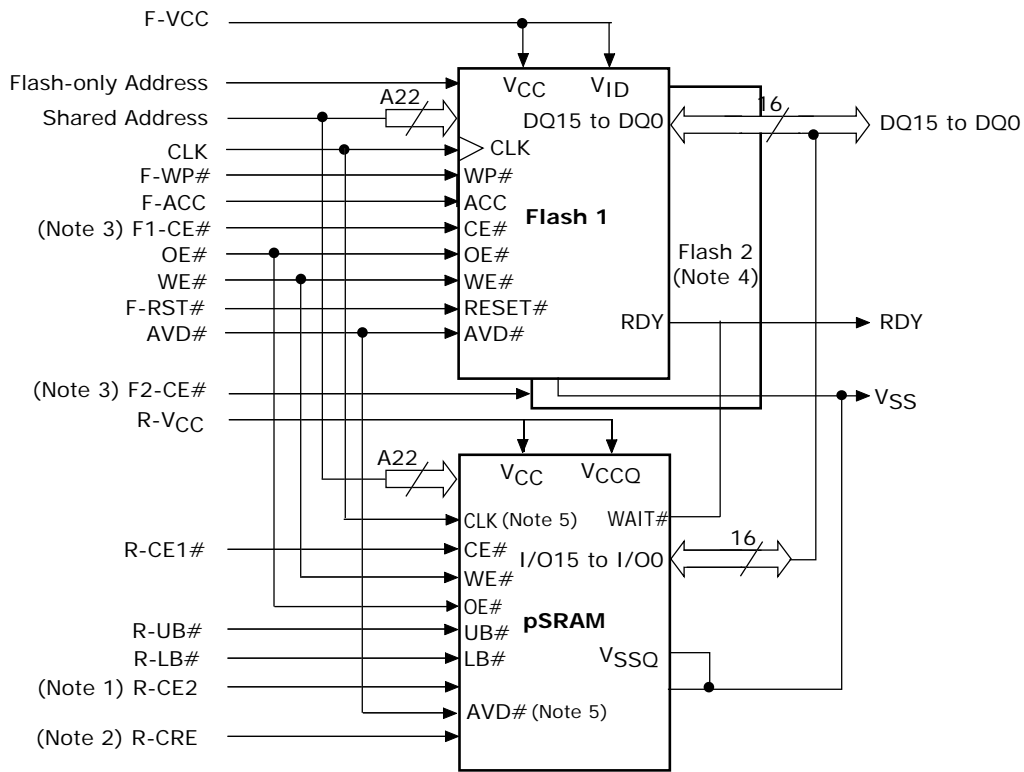 F-VCC
Flash-only Address
Shared Address
CLK
F-WP#
F-ACC
(Note 3) F1-CE#
OE#
WE#
F-RST#
AVD#
(Note 3) F2-CE#
R-VCC
R-CE1#
R-UB#
R-LB#
(Note 1) R-CE2
(Note 2) R-CRE
A22
VCC VID
DQ15 to DQ0
CLK
WP#
ACC
CE#
OE#
WE#
RESET#
AVD#
Flash 1
RDY
Flash 2
(Note 4)
16
DQ15 to DQ0
RDY
VSS
A22
VCC VCCQ
CLK (Note 5)
CE#
WE#
OE#
UB#
LB#
AVD# (Note 5)
WAIT#
I/O15 to I/O0
pSRAM
VSSQ
16